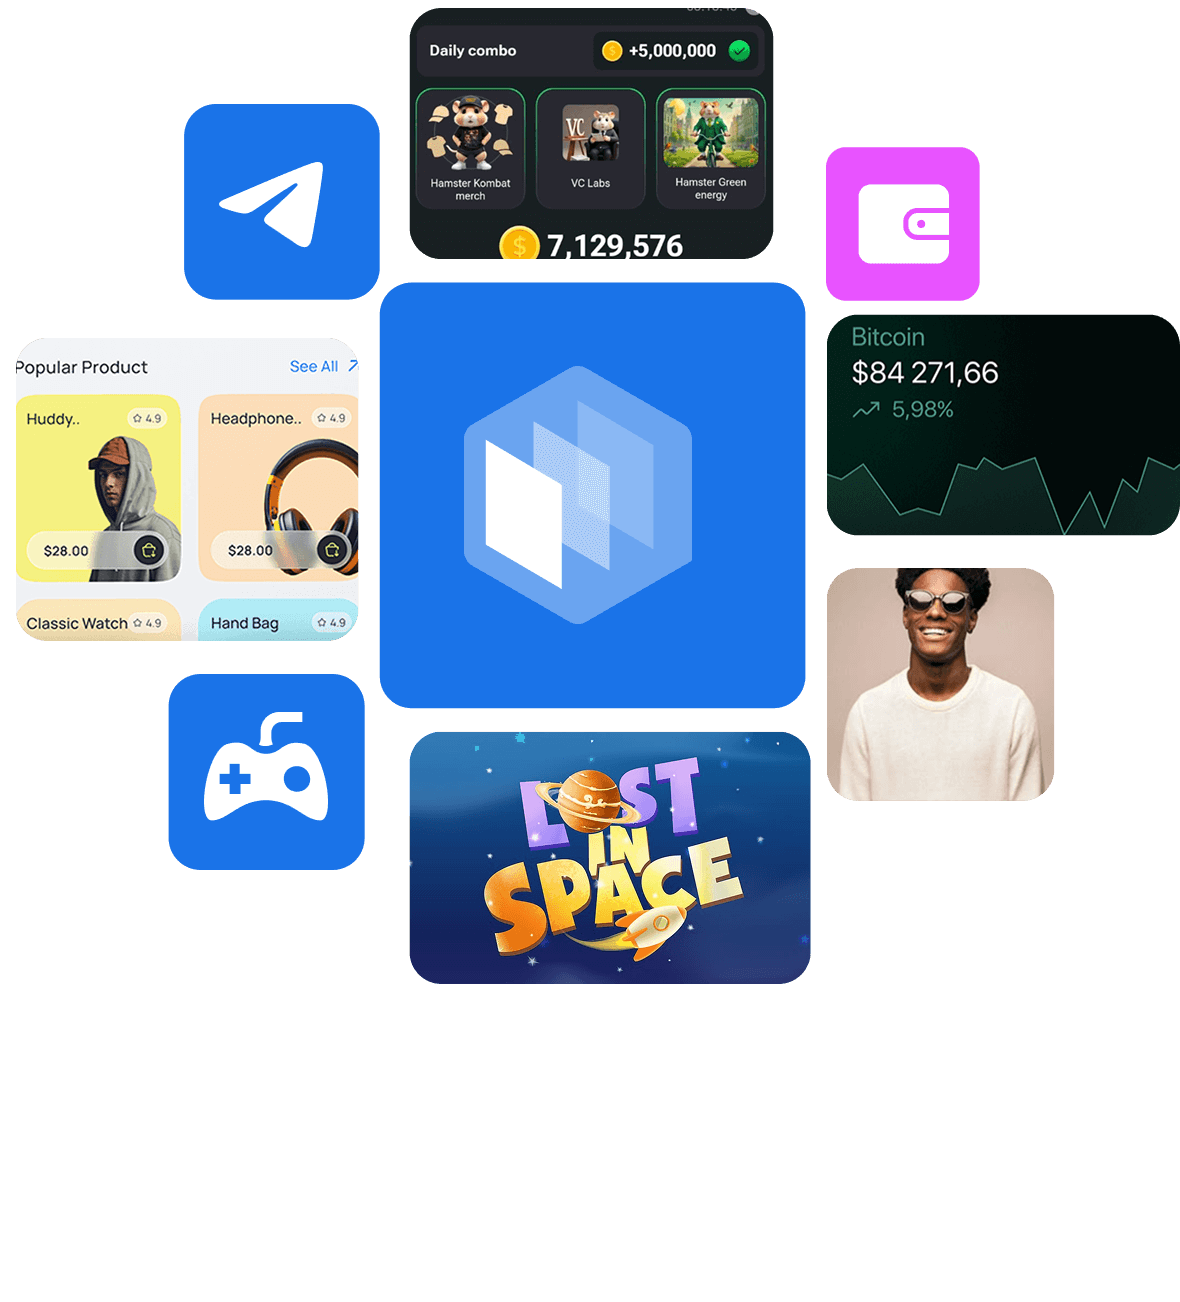 Daily combo
+5,000,000
VC
Hamster Kombat
merch
VC Labs
Hamster Green
energy
7,129,576
Bitcoin
$84 271,66
5,98%
Popular Product
See All
Huddy..
4.9
Headphone..
4.9
$28.00
$28.00
Classic Watch
4.9
Hand Bag
4.9
LOST
IN
SPACE